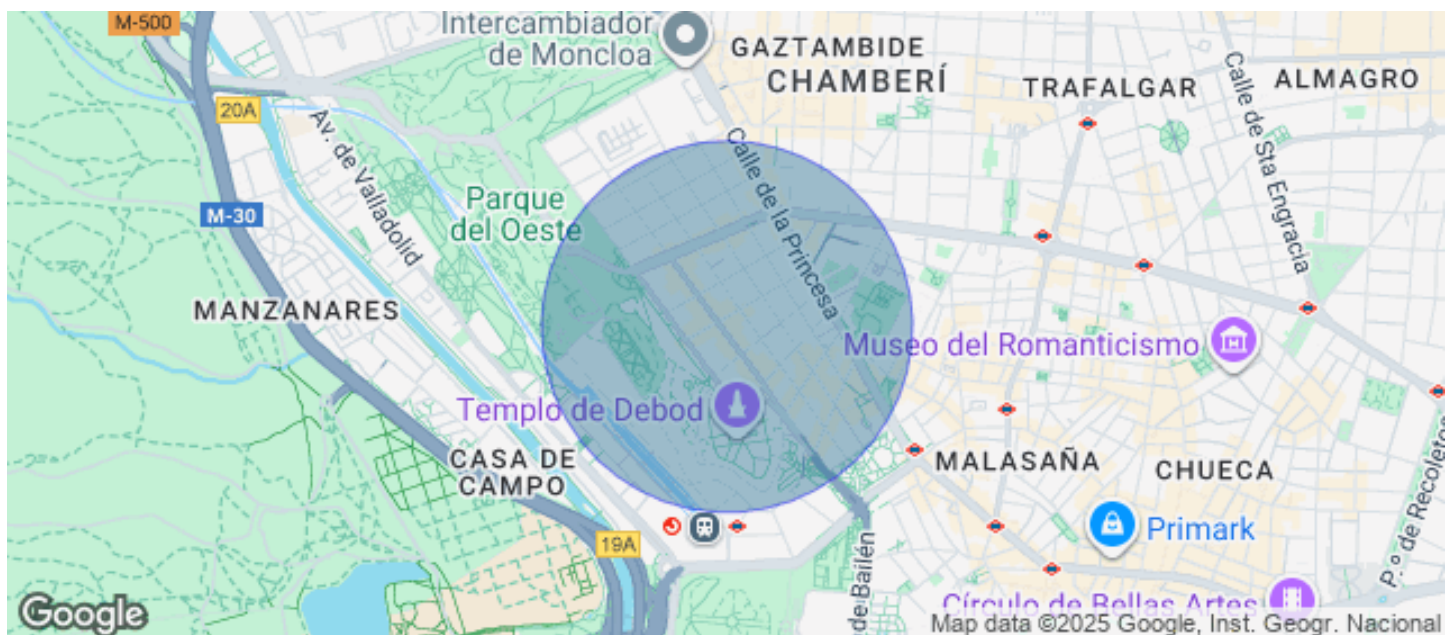 M-500
Intercambiador
de Moncloa
GAZTAMBIDE
CHAMBERÍ
TRAFALGAR
ALMAGRO
20A
Av. de Valladolid
Calle de la Princesa
Calle de Sta Engracia
Parque
del Oeste
M-30
MANZANARES
Museo del Romanticismo
Templo de Debod
CASA DE
CAMPO
MALASAÑA
CHUECA
Primark
19A
de Bailén
P.º de Recoletos
Círculo de Bellas Artes
Google
Map data ©2025 Google, Inst. Geogr. Nacional